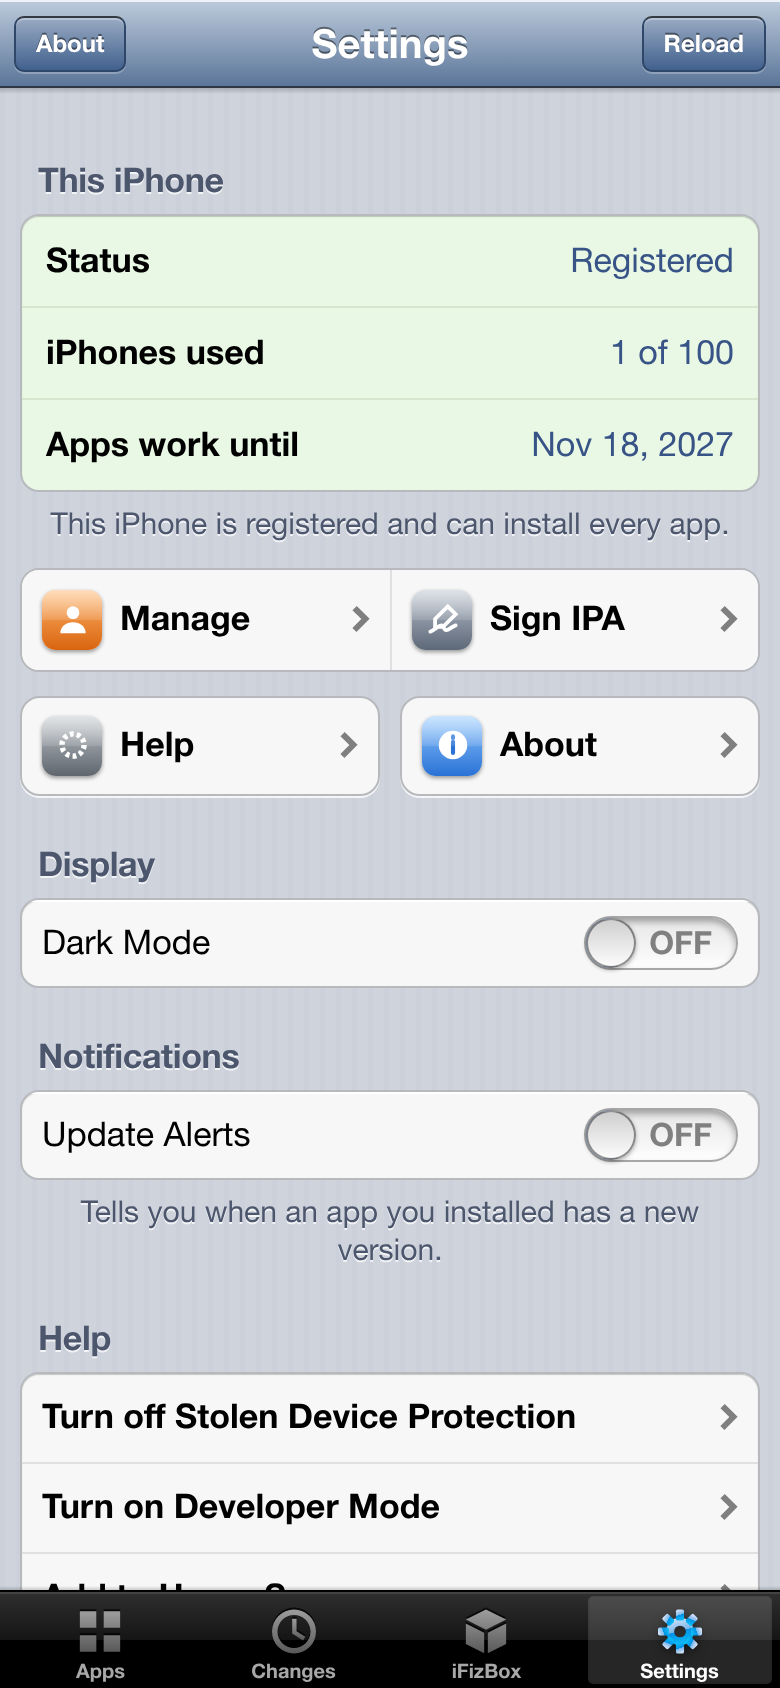 About
Settings
Reload
This iPhone
Status
Registered
iPhones used
1 of 100
Apps work until
Nov 18, 2027
This iPhone is registered and can install every app.
Manage
Sign IPA
Help
About
Display
Dark Mode
OFF
Notifications
Update Alerts
OFF
Tells you when an app you installed has a new
version.
Help
Turn off Stolen Device Protection
Turn on Developer Mode
Apps
Changes
iFizBox
Settings